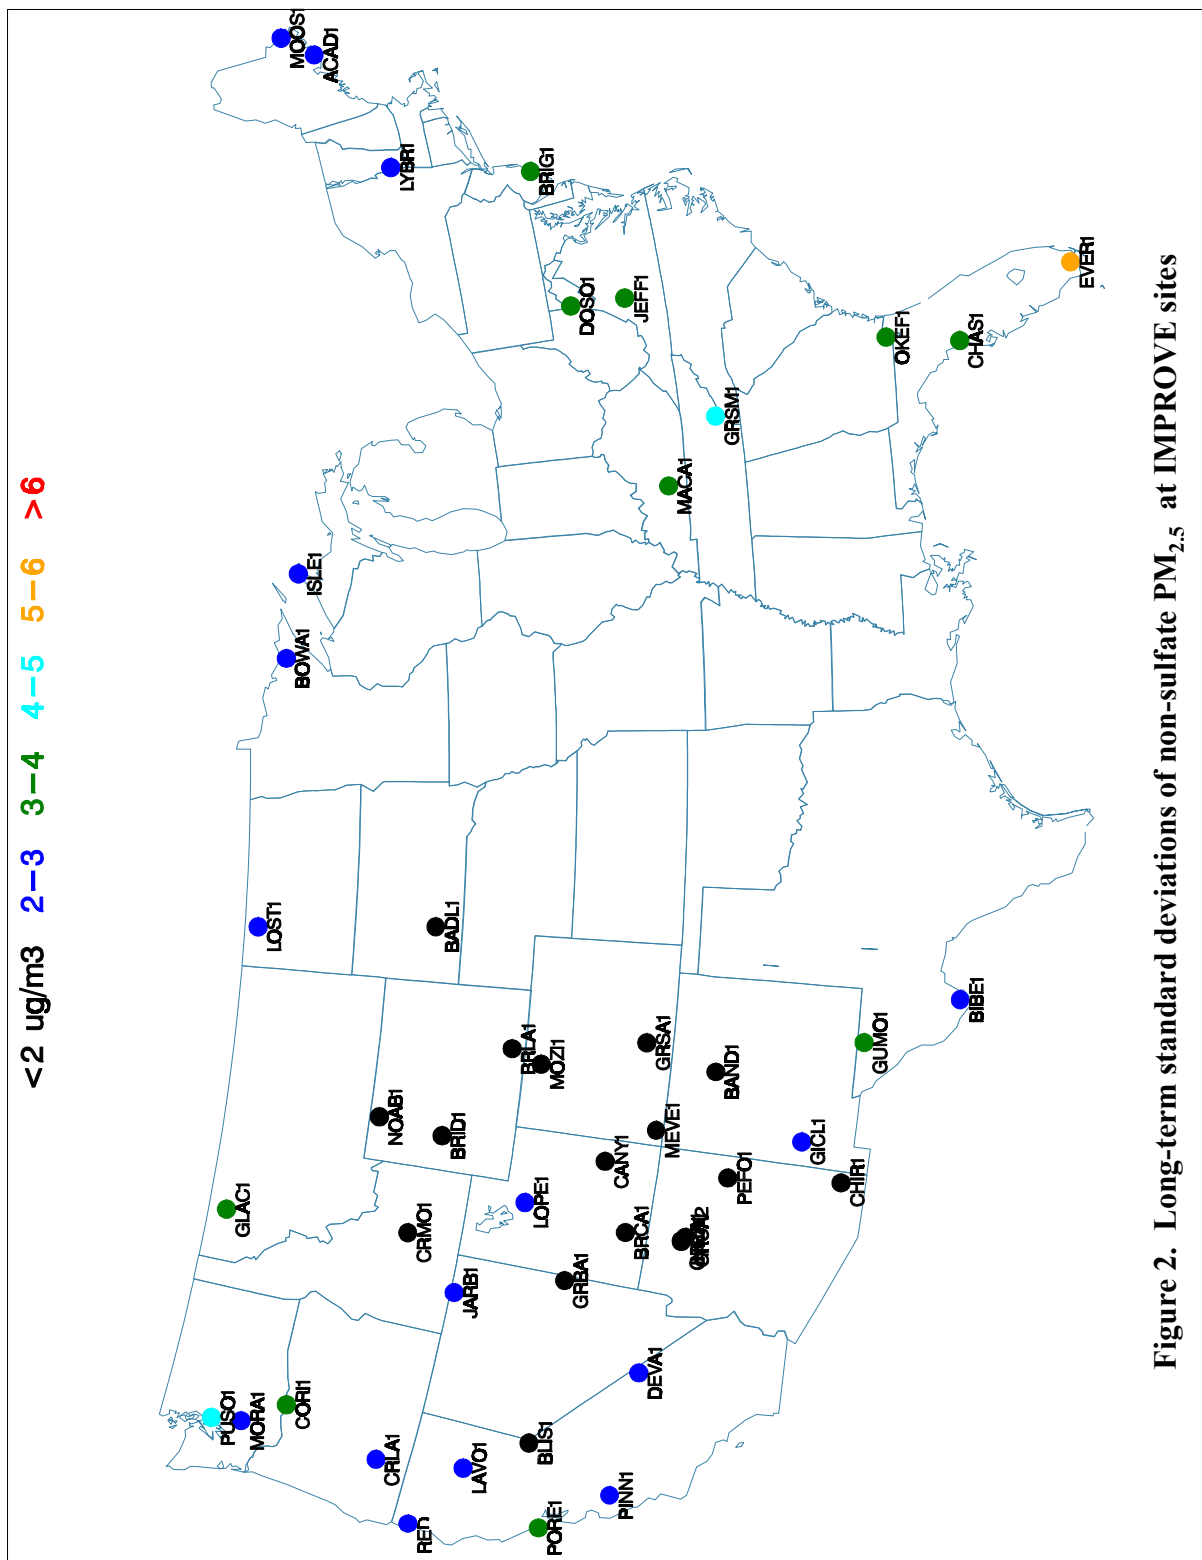 <2 ug/m3 2–3 3–4 4–5 5–6 >6
MOOS1
ACAD1
LYBR1
BRIG1
DOSO1
JEFF1
EVER1
OKEF1
CHAS1
GRSM1
MACA1
ISLE1
BOWA1
LOST1
BADL1
BIBE1
GUMO1
BRLA1
MOZI1
GRSA1
BAND1
NOAB1
BRID1
MEVE1
GICL1
CANY1
PEFO1
CHIR1
GLAC1
LOPE1
CRMO1
BRCA1
GRBA1
JARB1
DEVA1
PUSO1
MORA1
CORI1
CRLA1
LAVO1
BLIS1
PINN1
PORE1
Figure 2. Long-term standard deviations of non-sulfate PM2.5 at IMPROVE sites